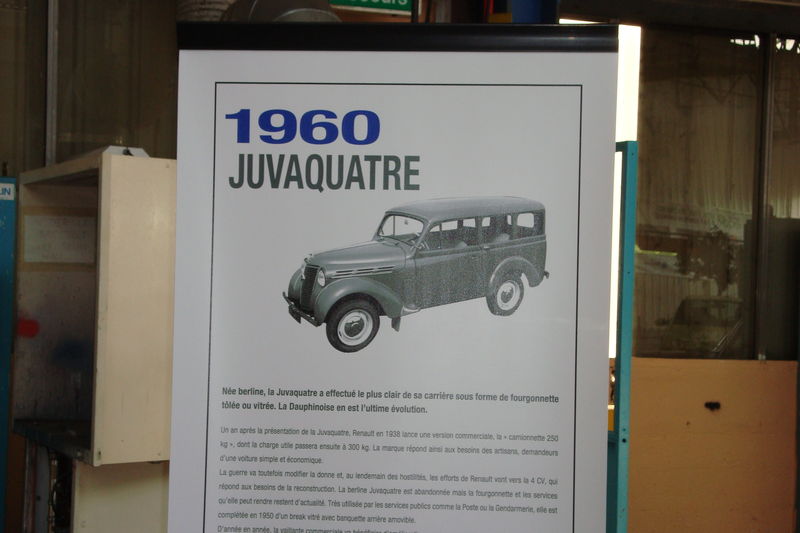 1960
JUVAQUATRE
Née berline, la Juvaquatre a effectué le plus clair de sa carrière sous forme de fourgonnette
tôlée ou vitrée. La Dauphinoise en est l'ultime évolution.
Un an après la présentation de la Juvaquatre, Renault en 1938 lance une version commerciale, la « camionnette 250
kg », dont la charge utile passera ensuite à 300 kg. La marque répond ainsi aux besoins des artisans, demandeurs
d'une voiture simple et économique.
La guerre va toutefois modifier la donne et, au lendemain des hostilités, les efforts de Renault vont vers la 4 CV, qui
répond aux besoins de la reconstruction. La berline Juvaquatre est abandonnée mais la fourgonnette et les services
qu'elle peut rendre restent d'actualité. Très utilisée par les services publics comme la Poste ou la Gendarmerie, elle est
complétée en 1950 d'un break vitré avec banquette arrière amovible.
D'année en année, la vaillante commerciale
LIN